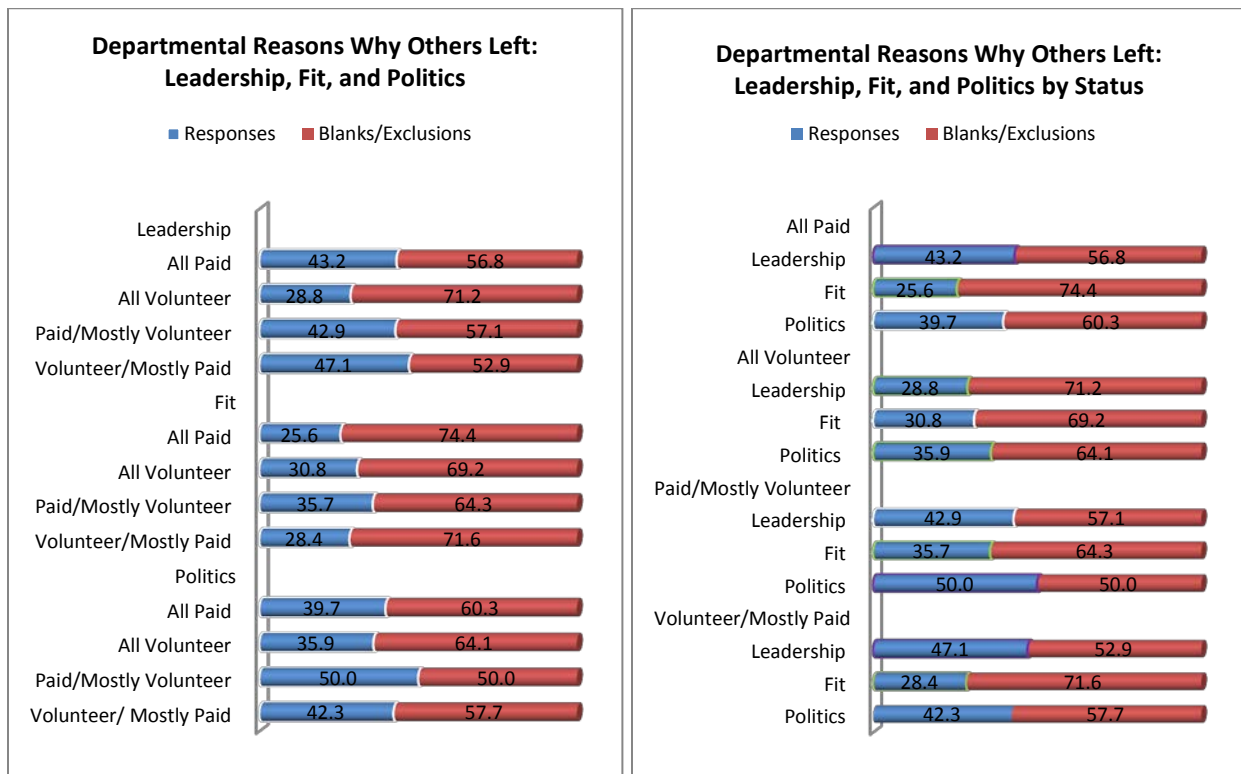 Departmental Reasons Why Others Left:
Leadership, Fit, and Politics
Responses Blanks/Exclusions
Leadership
All Paid 43.2 56.8
All Volunteer 28.8 71.2
Paid/Mostly Volunteer 42.9 57.1
Volunteer/Mostly Paid 47.1 52.9
Fit
All Paid 25.6 74.4
All Volunteer 30.8 69.2
Paid/Mostly Volunteer 35.7 64.3
Volunteer/Mostly Paid 28.4 71.6
Politics
All Paid 39.7 60.3
All Volunteer 35.9 64.1
Paid/Mostly Volunteer 50.0 50.0
Volunteer/ Mostly Paid 42.3 57.7
Departmental Reasons Why Others Left:
Leadership, Fit, and Politics by Status
Responses Blanks/Exclusions
All Paid
Leadership 43.2 56.8
Fit 25.6 74.4
Politics 39.7 60.3
All Volunteer
Leadership 28.8 71.2
Fit 30.8 69.2
Politics 35.9 64.1
Paid/Mostly Volunteer
Leadership 42.9 57.1
Fit 35.7 64.3
Politics 50.0 50.0
Volunteer/Mostly Paid
Leadership 47.1 52.9
Fit 28.4 71.6
Politics 42.3 57.7